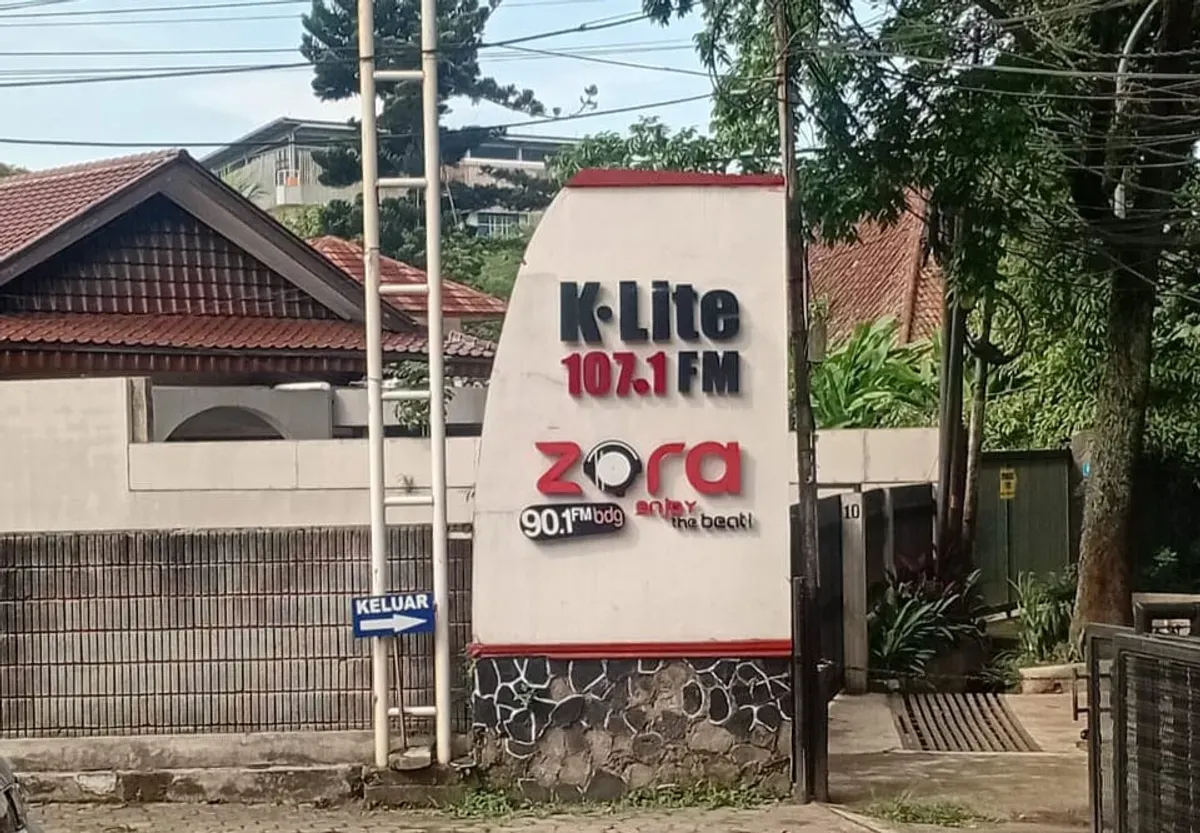 K·Lite
107.1 FM
zora
90.1FM bdg
enjoy
the beat!
KELUAR
10